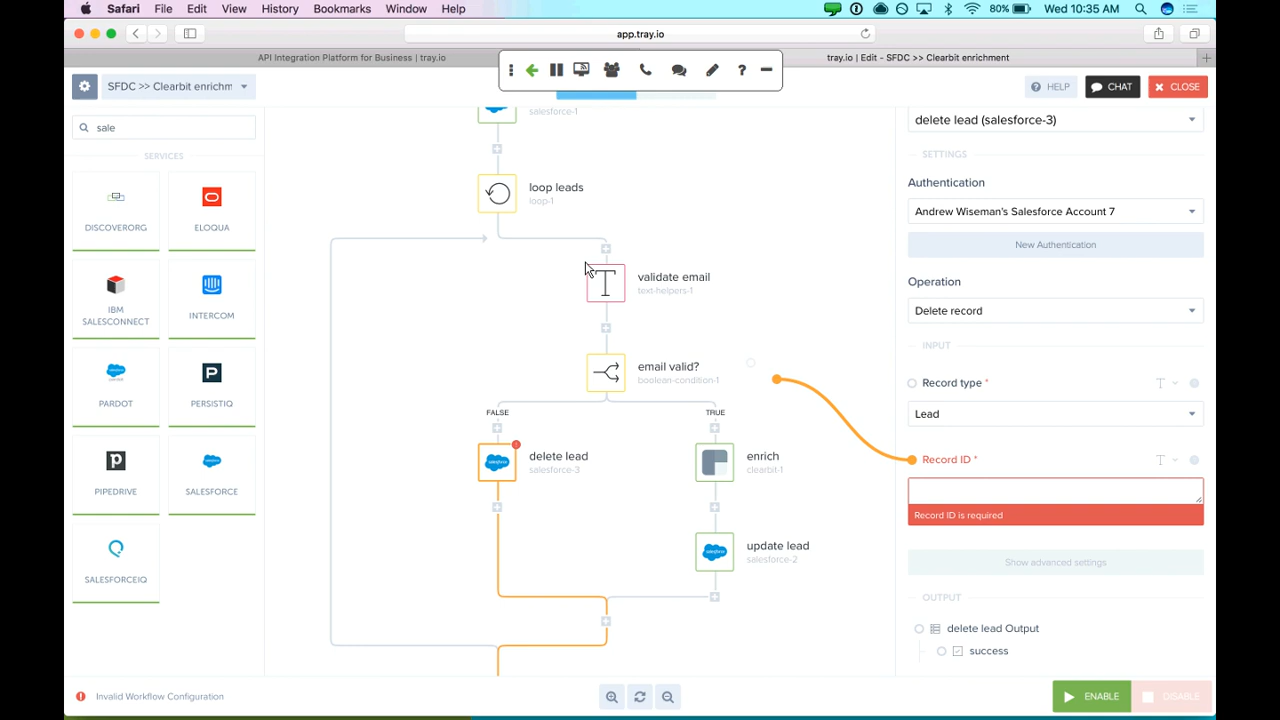 Safari File Edit View History Bookmarks Window Help 80% Wed 10:35 AM
app.tray.io
API Integration Platform for Business | tray.io
tray.io | Edit - SFDC >> Clearbit enrichment
SFDC >> Clearbit enrichm
HELP
CHAT
CLOSE
sale
SERVICES
DISCOVERORG
ELOQUA
IBM
SALESCONNECT
INTERCOM
PARDOT
PERSISTIQ
PIPEDRIVE
SALESFORCE
SALESFORCEIQ
salesforce-1
loop leads
loop-1
validate email
text-helpers-1
email valid?
boolean-condition-1
FALSE
TRUE
delete lead
salesforce-3
enrich
clearbit-1
update lead
salesforce-2
delete lead (salesforce-3)
SETTINGS
Authentication
Andrew Wiseman's Salesforce Account 7
New Authentication
Operation
Delete record
INPUT
Record type *
Lead
Record ID *
Record ID is required
Show advanced settings
OUTPUT
delete lead Output
success
Invalid Workflow Configuration
ENABLE
DISABLE